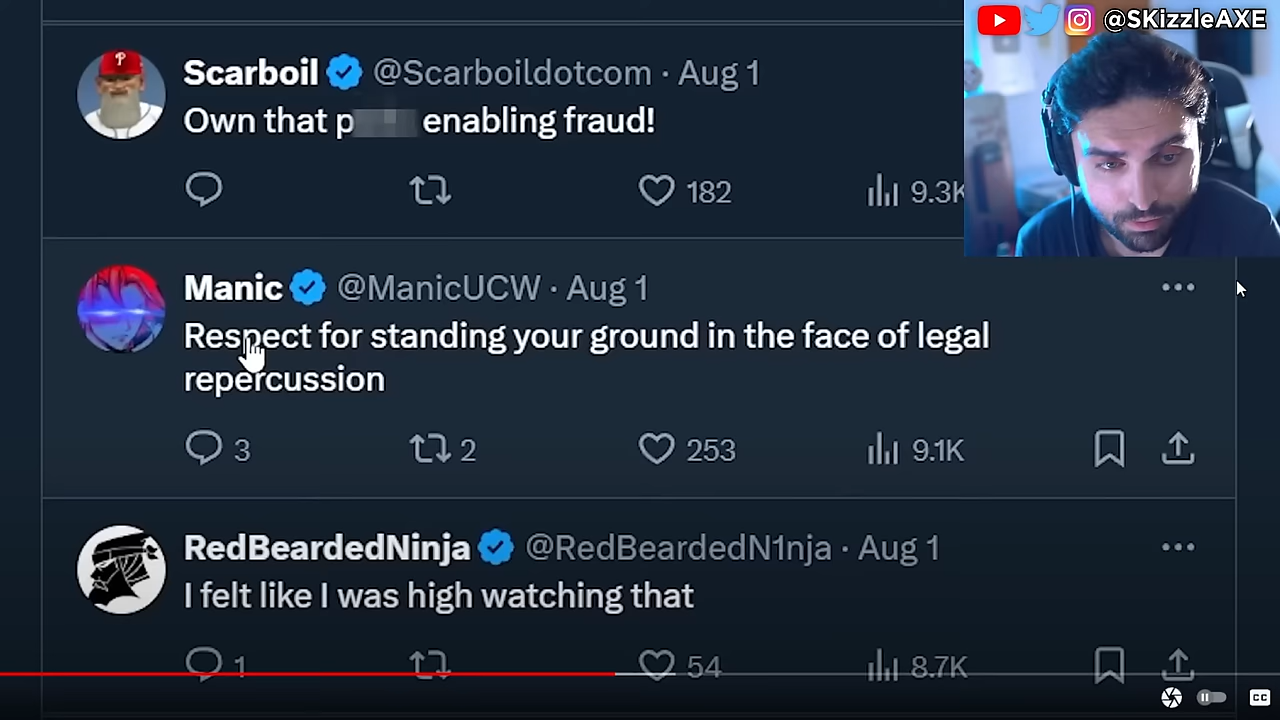 @SKizzleAXE
Scarboil @Scarboildotcom · Aug 1
Own that p enabling fraud!
182 9.3K
Manic @ManicUCW · Aug 1
Respect for standing your ground in the face of legal
repercussion
3 2 253 9.1K
RedBeardedNinja @RedBeardedN1nja · Aug 1
I felt like I was high watching that
1 54 8.7K
CC